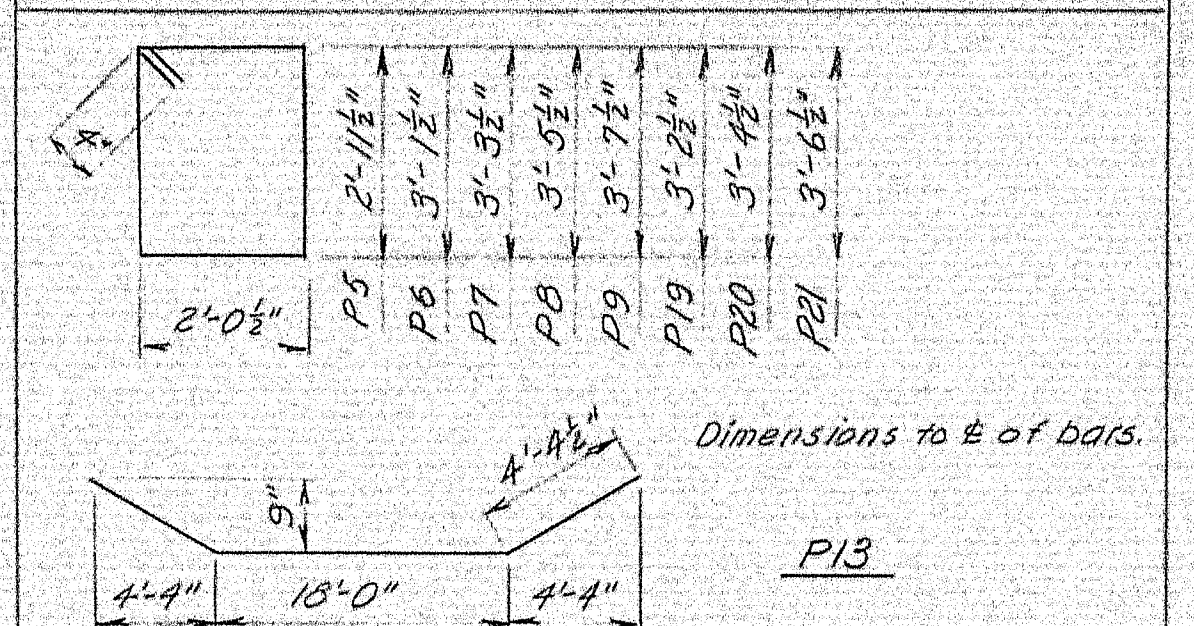 4"
2'-11½"
3'-1½"
3'-3½"
3'-5½"
3'-7½"
3'-2½"
3'-4½"
3'-6½"
2'-0½"
P5
P6
P7
P8
P9
P19
P20
P21
Dimensions to ℄ of bars.
4'-4½"
9"
P13
4'-4"
18'-0"
4'-4"